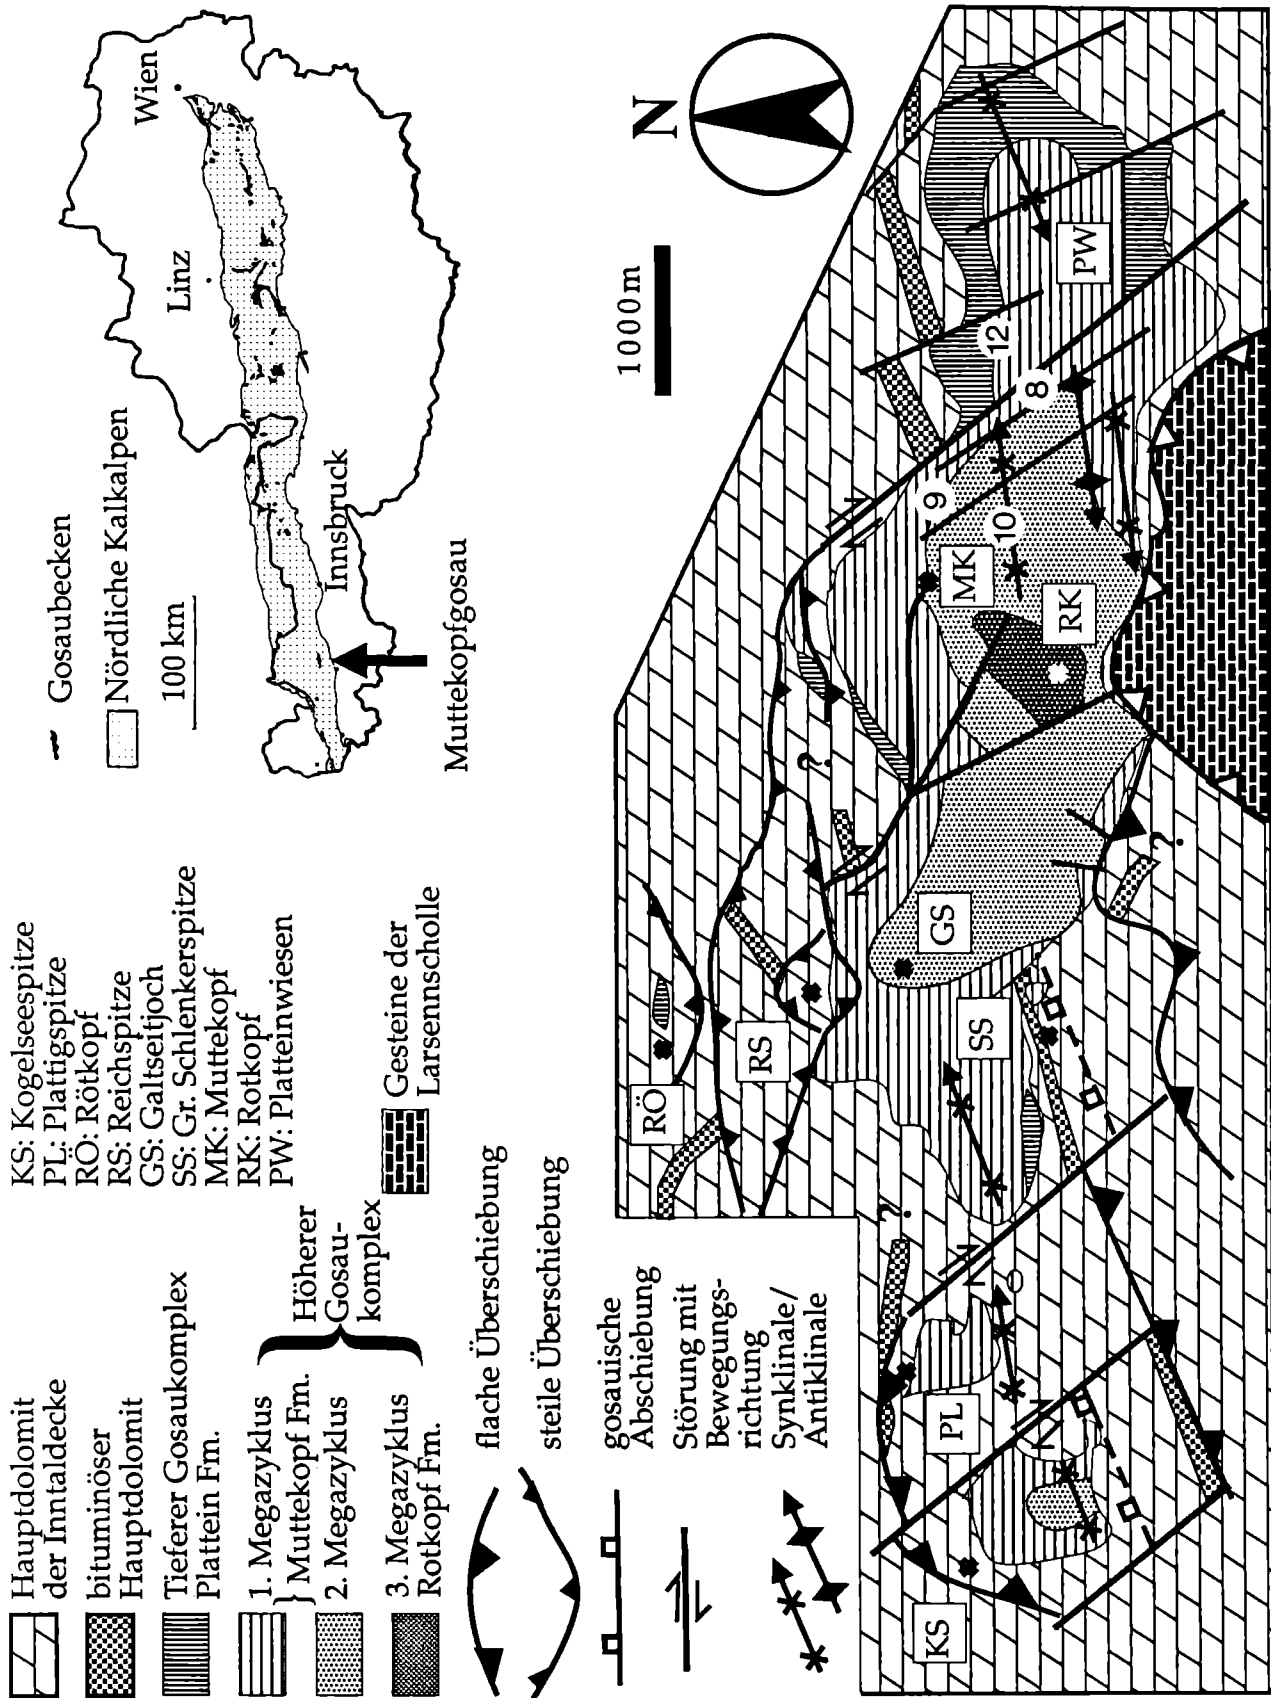 Hauptdolomit
der Inntaldecke
bituminöser
Hauptdolomit
Tieferer Gosaukomplex
Plattein Fm.
1. Megazyklus
} Muttekopf Fm.
2. Megazyklus
3. Megazyklus
Rotkopf Fm.
Höherer
Gosau-
komplex
flache Überschiebung
steile Überschiebung
gosauische
Abschiebung
Störung mit
Bewegungs-
richtung
Synklinale/
Antiklinale
KS: Kogelseespitze
PL: Plattigspitze
RÖ: Rötkopf
RS: Reichspitze
GS: Galtseitjoch
SS: Gr. Schlenkerspitze
MK: Muttekopf
RK: Rotkopf
PW: Plattenwiesen
Gesteine der
Larsennscholle
Gosaubecken
Nördliche Kalkalpen
100 km
Wien
Linz
Innsbruck
Muttekopfgosau
N
1000m
KS
PL
RÖ
RS
SS
GS
MK
RK
PW
8
9
10
12
?
?
?